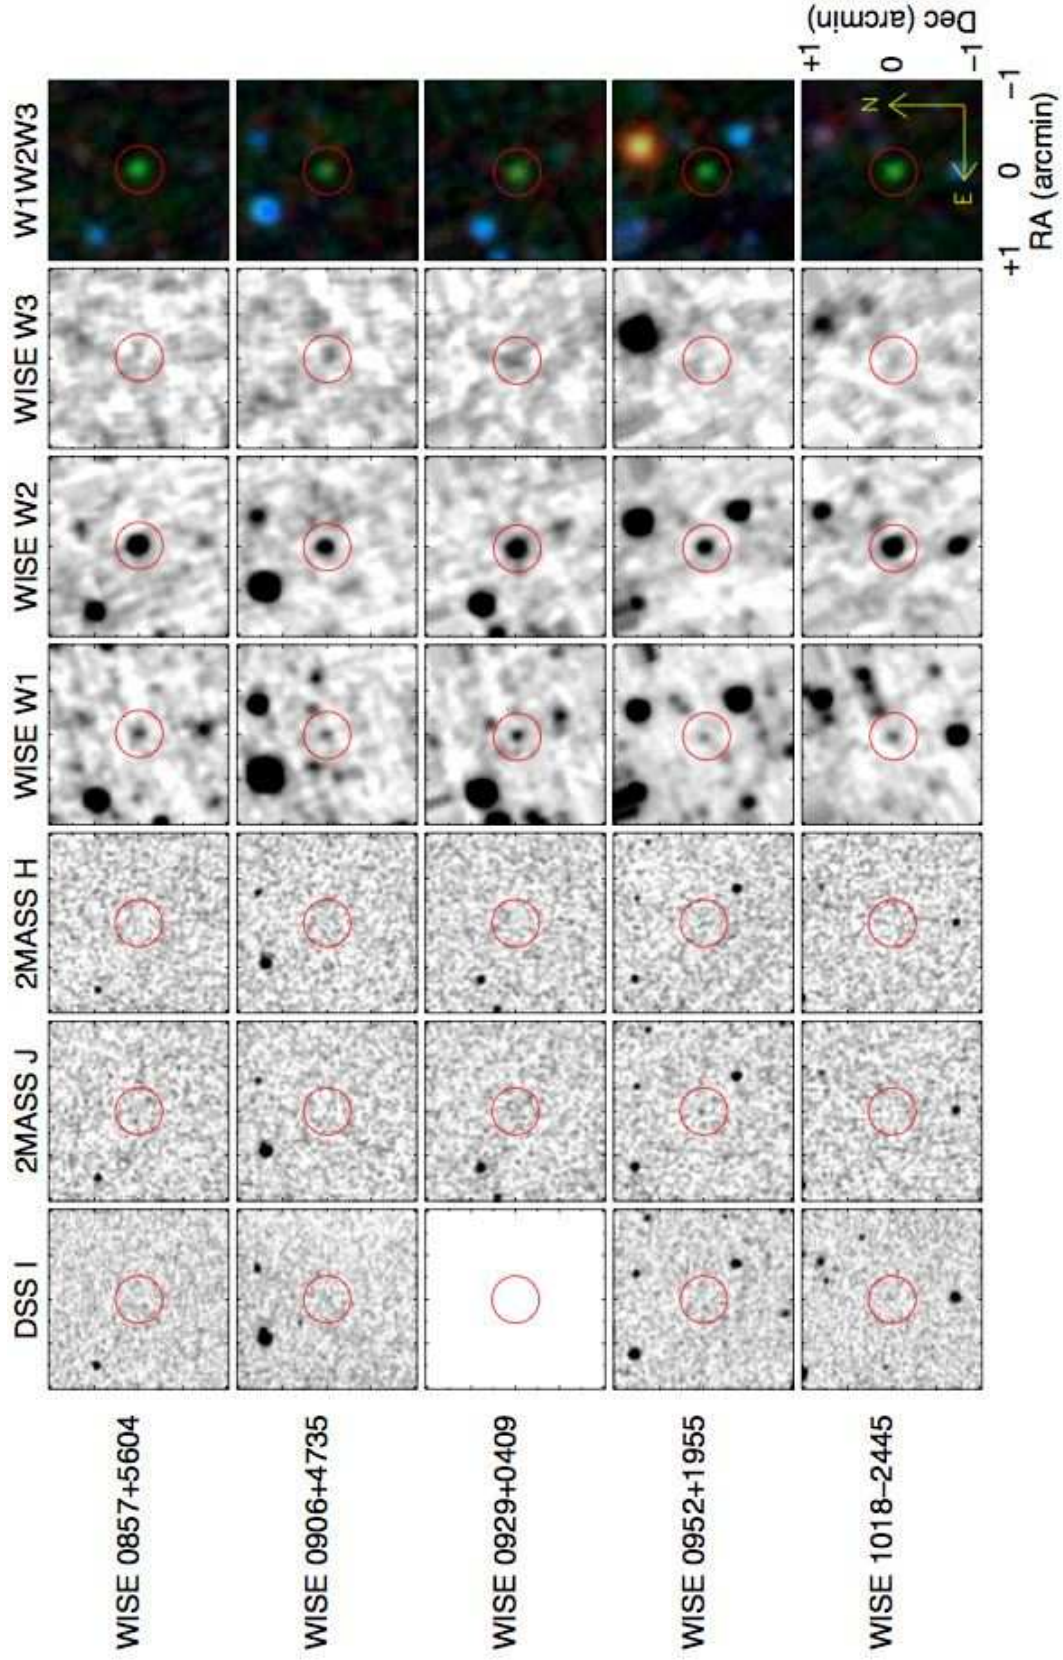 DSS I
2MASS J
2MASS H
WISE W1
WISE W2
WISE W3
W1W2W3
WISE 0857+5604
WISE 0906+4735
WISE 0929+0409
WISE 0952+1955
WISE 1018−2445
N
E
+1
0
−1
Dec (arcmin)
+1
0
−1
RA (arcmin)